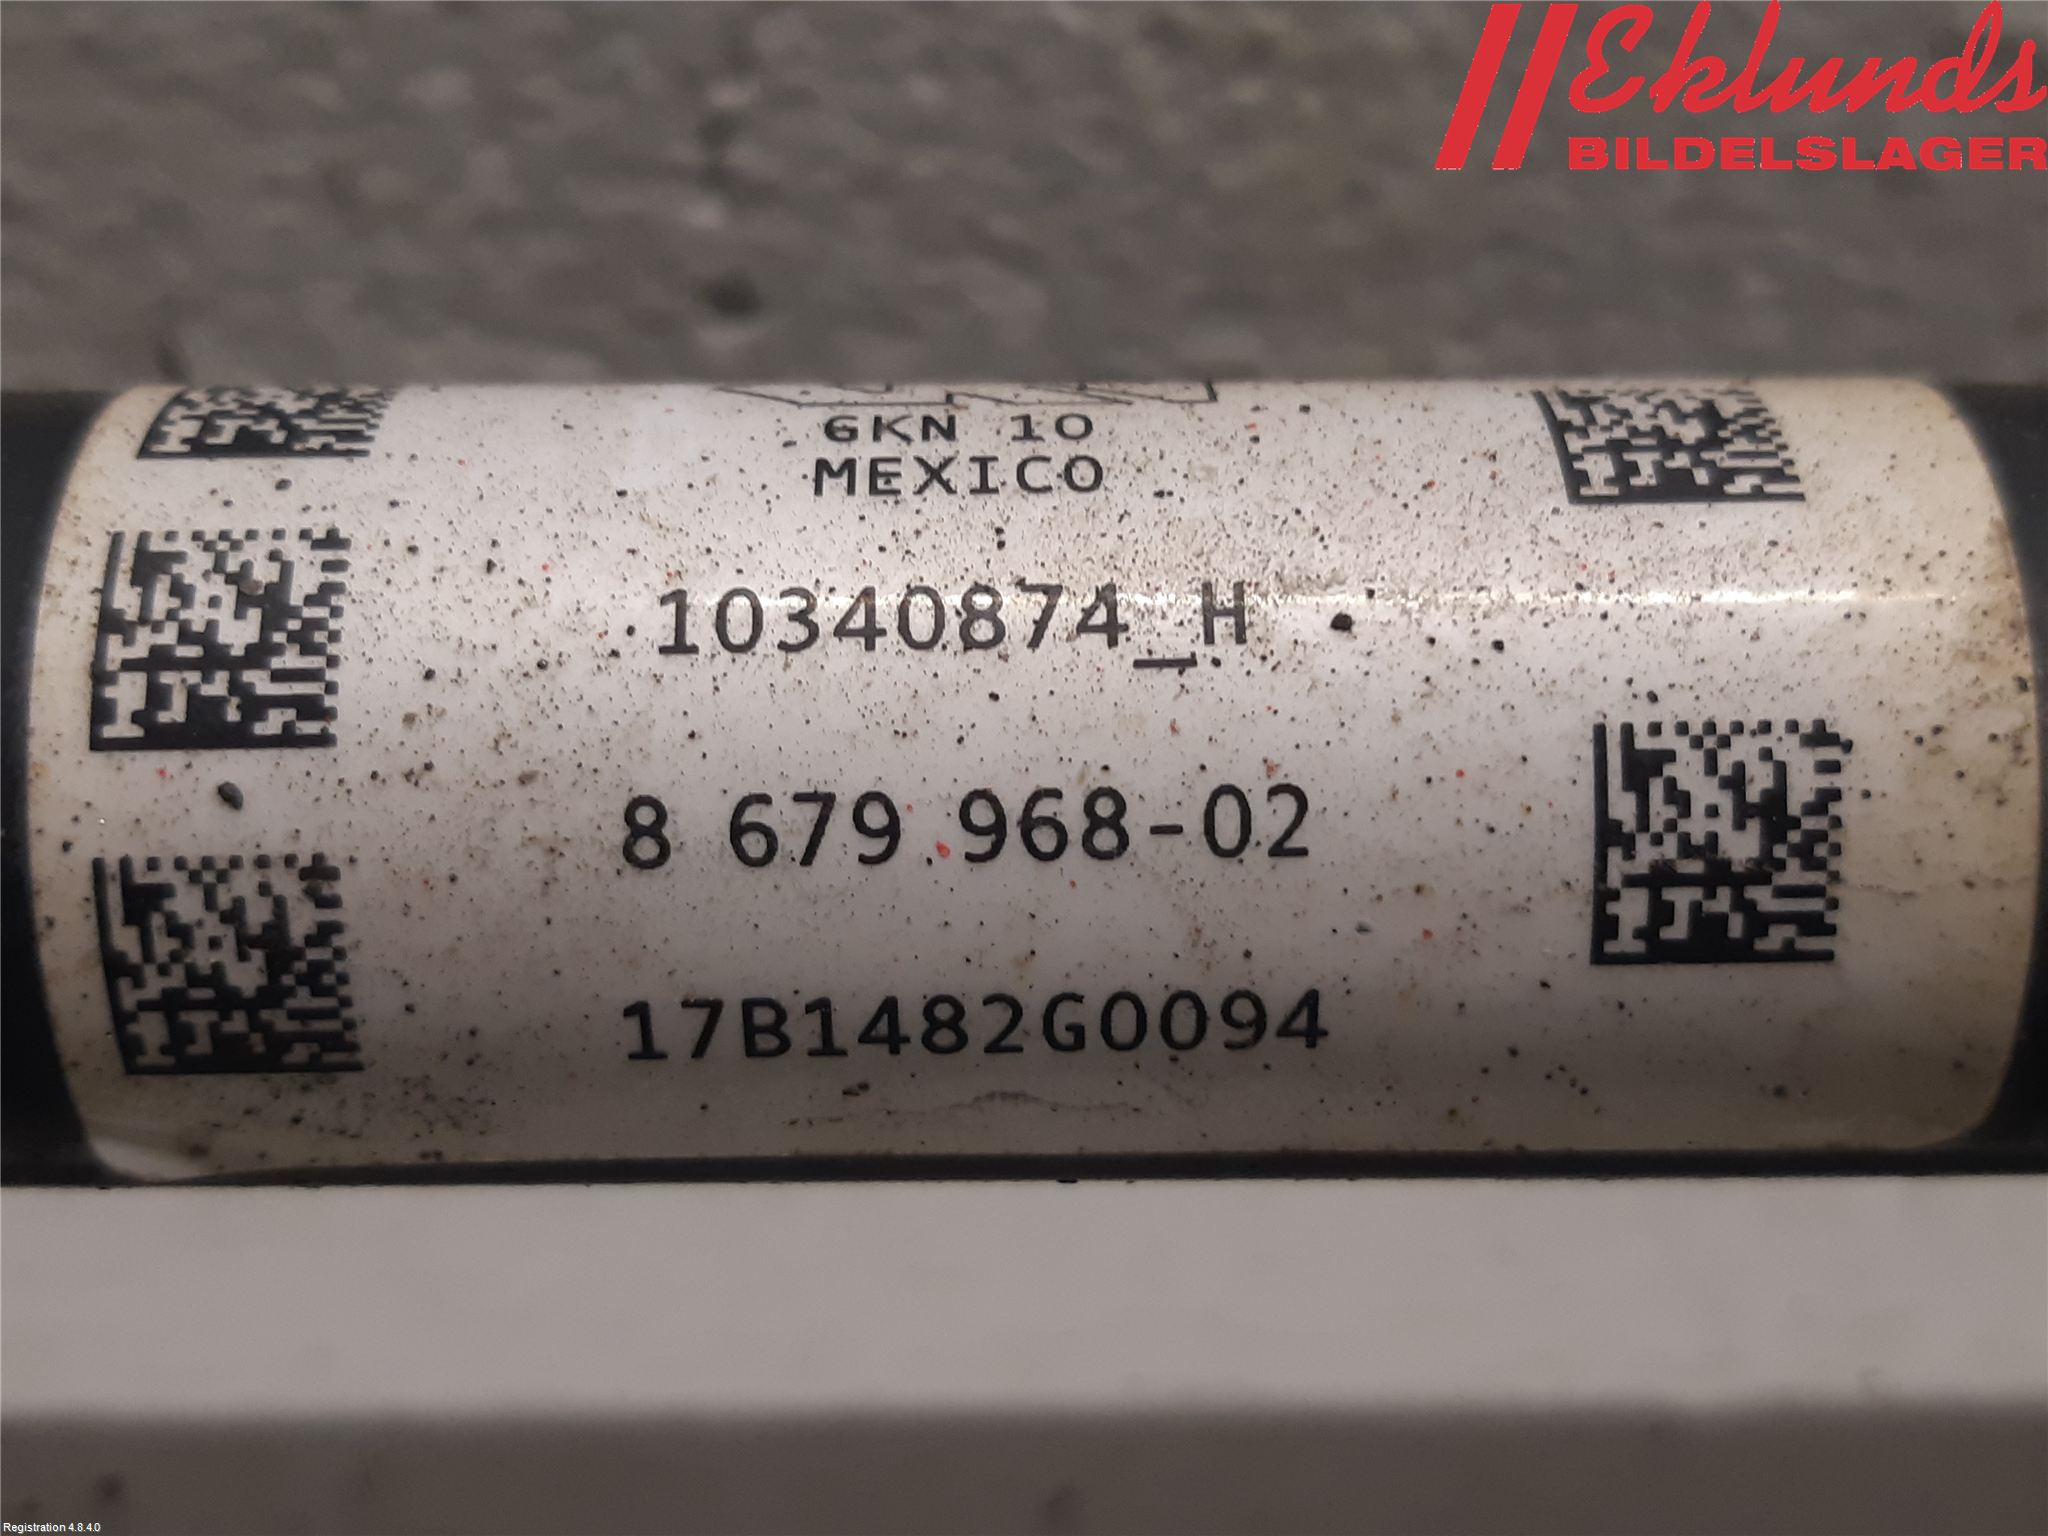 Eklunds
BILDELSLAGER
GKN 10
MEXICO
10340874_H
8 679 968-02
17B1482G0094
Registration 4.8.4.0